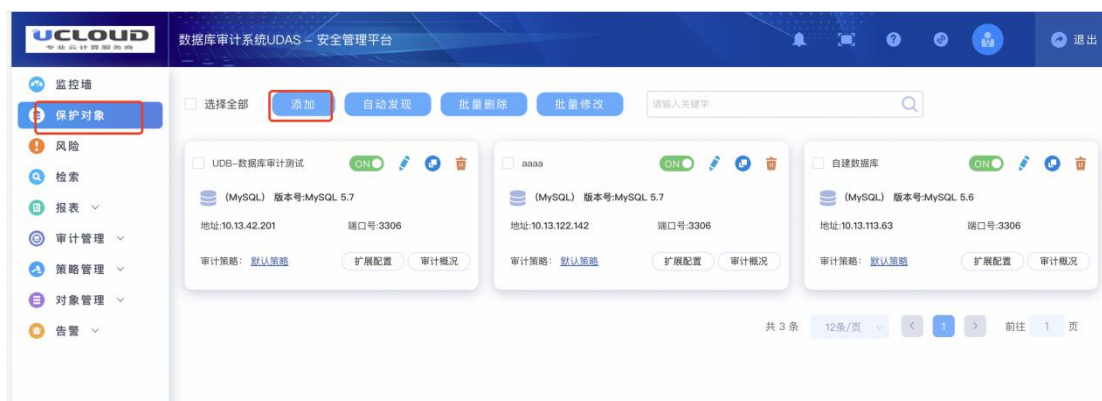 UCLOUD
专业云计算服务商
数据库审计系统UDAS – 安全管理平台
退出
监控墙
保护对象
风险
检索
报表
审计管理
策略管理
对象管理
告警
选择全部 添加 自动发现 批量删除 批量修改 请输入关键字
UDB-数据库审计测试 ON
(MySQL) 版本号:MySQL 5.7
地址:10.13.42.201 端口号:3306
审计策略: 默认策略 扩展配置 审计概况
aaaa ON
(MySQL) 版本号:MySQL 5.7
地址:10.13.122.142 端口号:3306
审计策略: 默认策略 扩展配置 审计概况
自建数据库 ON
(MySQL) 版本号:MySQL 5.6
地址:10.13.113.63 端口号:3306
审计策略: 默认策略 扩展配置 审计概况
共 3 条 12条/页 < 1 > 前往 1 页